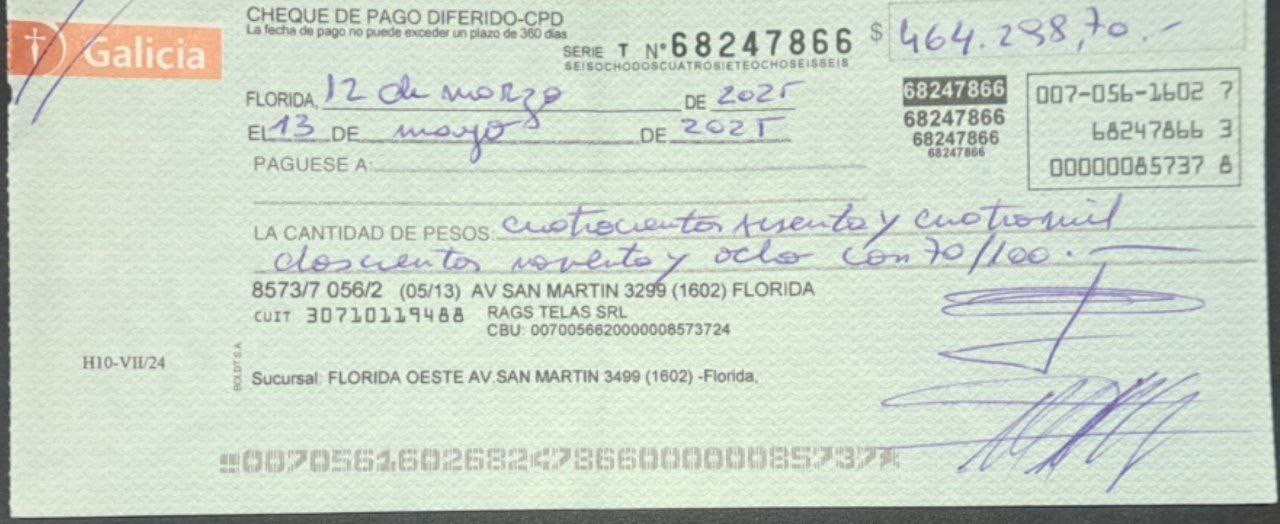 Galicia
CHEQUE DE PAGO DIFERIDO-CPD
La fecha de pago no puede exceder un plazo de 360 días
SERIE T N° 68247866 $ 464.298,70.-
SEISOCHODOSCUATROSIETEOCHOSEISSEIS
FLORIDA, 12 de marzo DE 2025
EL 13 DE mayo DE 2025
PAGUESE A:
68247866
68247866
68247866
68247866
007-056-1602 7
68247866 3
00000085737 8
LA CANTIDAD DE PESOS: cuatrocientos sesenta y cuatro mil
doscientos noventa y ocho con 70/100.-
8573/7 056/2 (05/13) AV SAN MARTIN 3299 (1602) FLORIDA
CUIT 30710119488 RAGS TELAS SRL
CBU: 0070056620000008573724
H10-VII/24
BOLDT S.A.
Sucursal: FLORIDA OESTE AV.SAN MARTIN 3499 (1602) -Florida,
00705616026824786600000085737